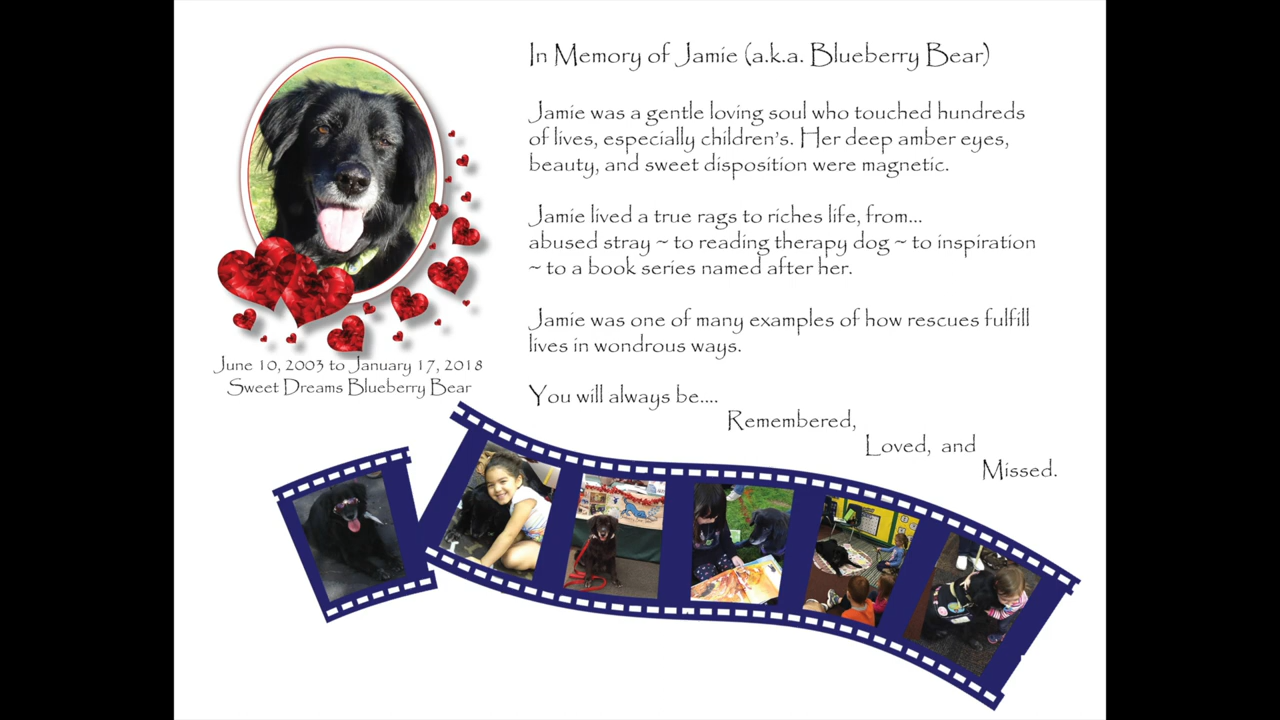 In Memory of Jamie (a.k.a. Blueberry Bear)
Jamie was a gentle loving soul who touched hundreds
of lives, especially children's. Her deep amber eyes,
beauty, and sweet disposition were magnetic.
Jamie lived a true rags to riches life, from...
abused stray ~ to reading therapy dog ~ to inspiration
~ to a book series named after her.
Jamie was one of many examples of how rescues fulfill
lives in wondrous ways.
You will always be....
Remembered,
Loved, and
Missed.
June 10, 2003 to January 17, 2018
Sweet Dreams Blueberry Bear